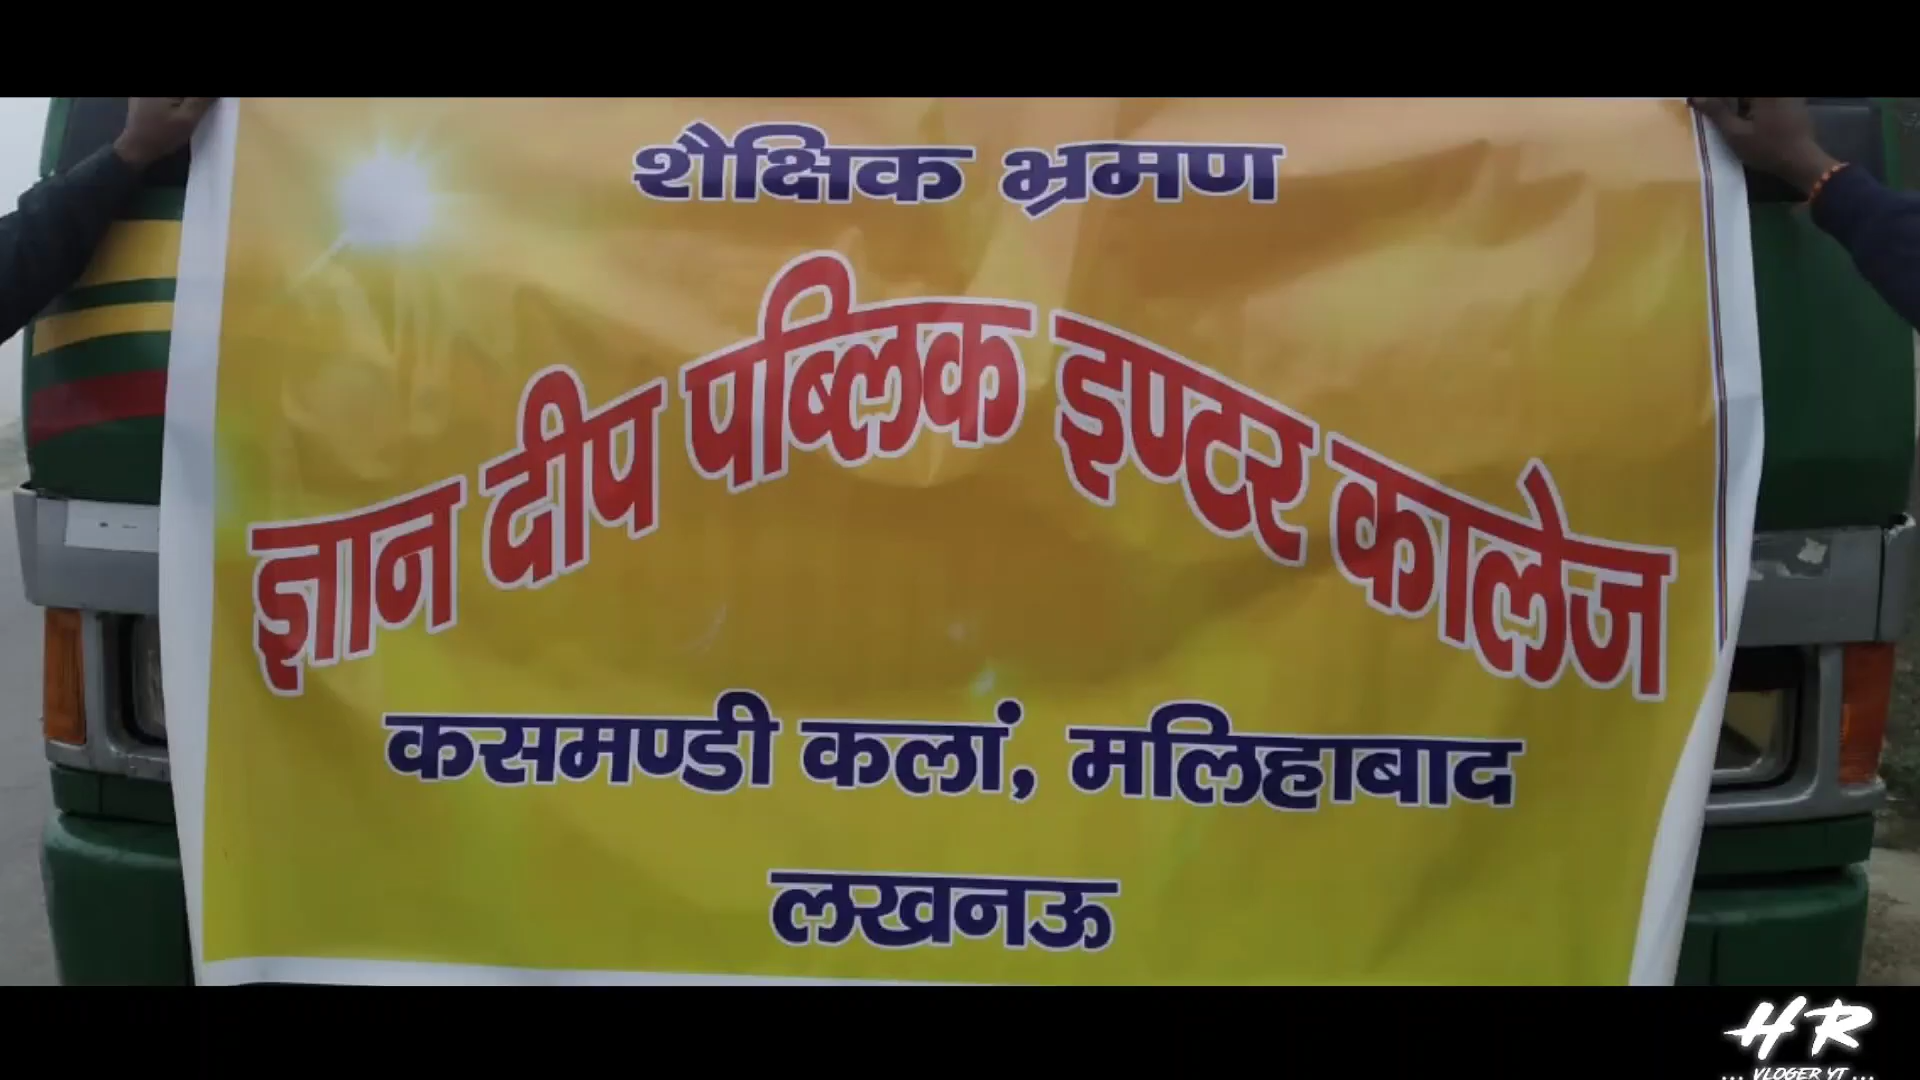 शैक्षिक भ्रमण
ज्ञान दीप पब्लिक इण्टर कालेज
कसमण्डी कलां, मलिहाबाद
लखनऊ
HR
... VLOGER YT ...